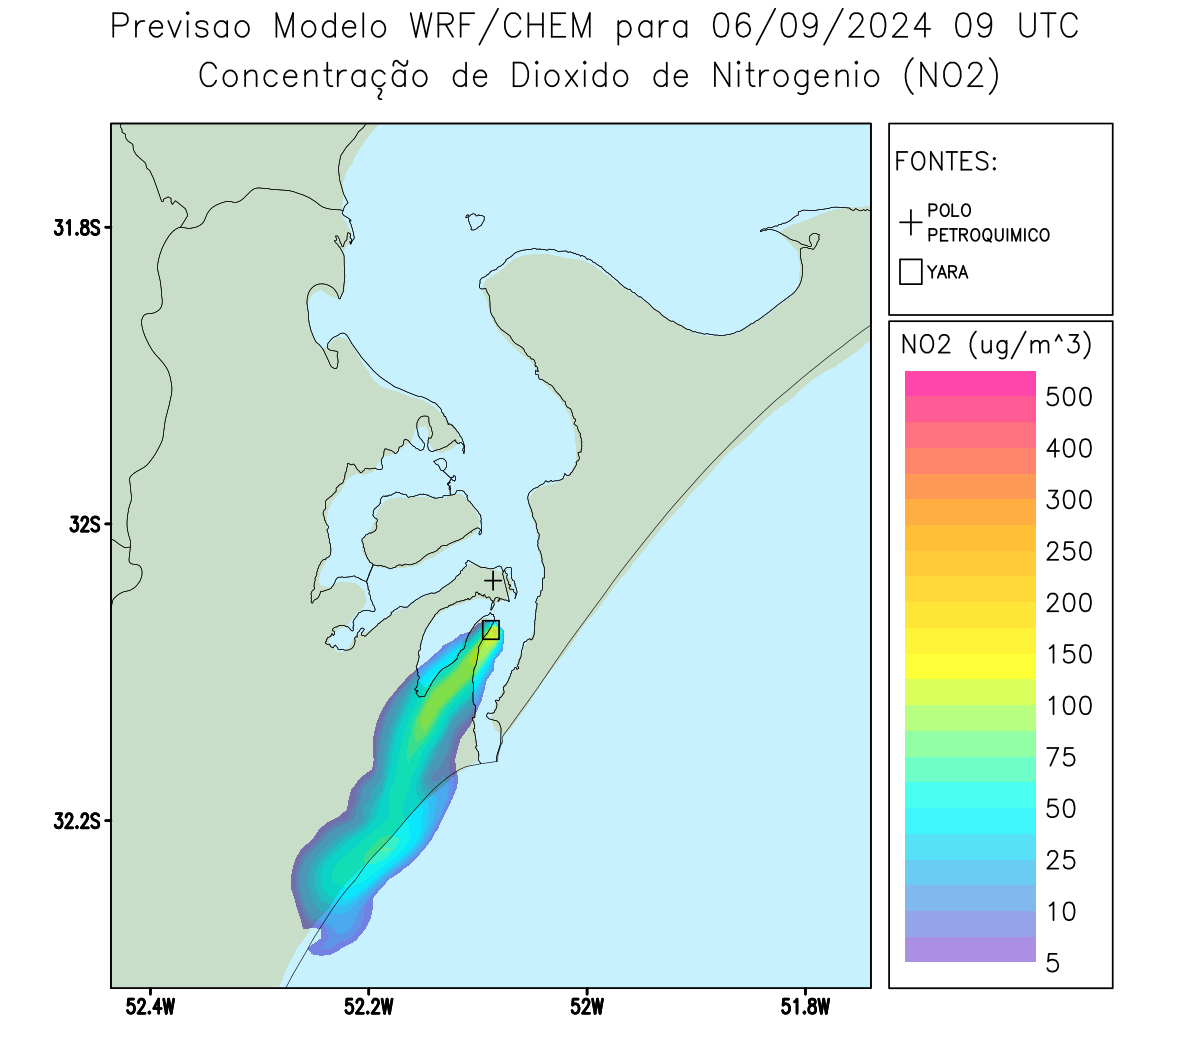 Previsao Modelo WRF/CHEM para 06/09/2024 09 UTC
Concentração de Dioxido de Nitrogenio (NO2)
FONTES:
POLO
PETROQUIMICO
YARA
31.8S
32S
32.2S
52.4W
52.2W
52W
51.8W
NO2 (ug/m^3)
500
400
300
250
200
150
100
75
50
25
10
5